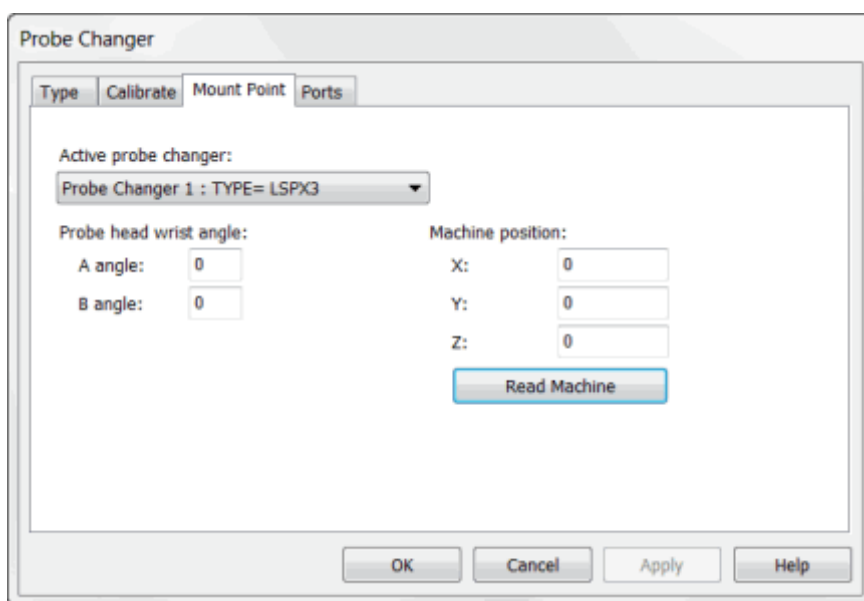 Probe Changer
Type Calibrate Mount Point Ports
Active probe changer:
Probe Changer 1 : TYPE= LSPX3
Probe head wrist angle: Machine position:
A angle: 0 X: 0
B angle: 0 Y: 0
Z: 0
Read Machine
OK Cancel Apply Help